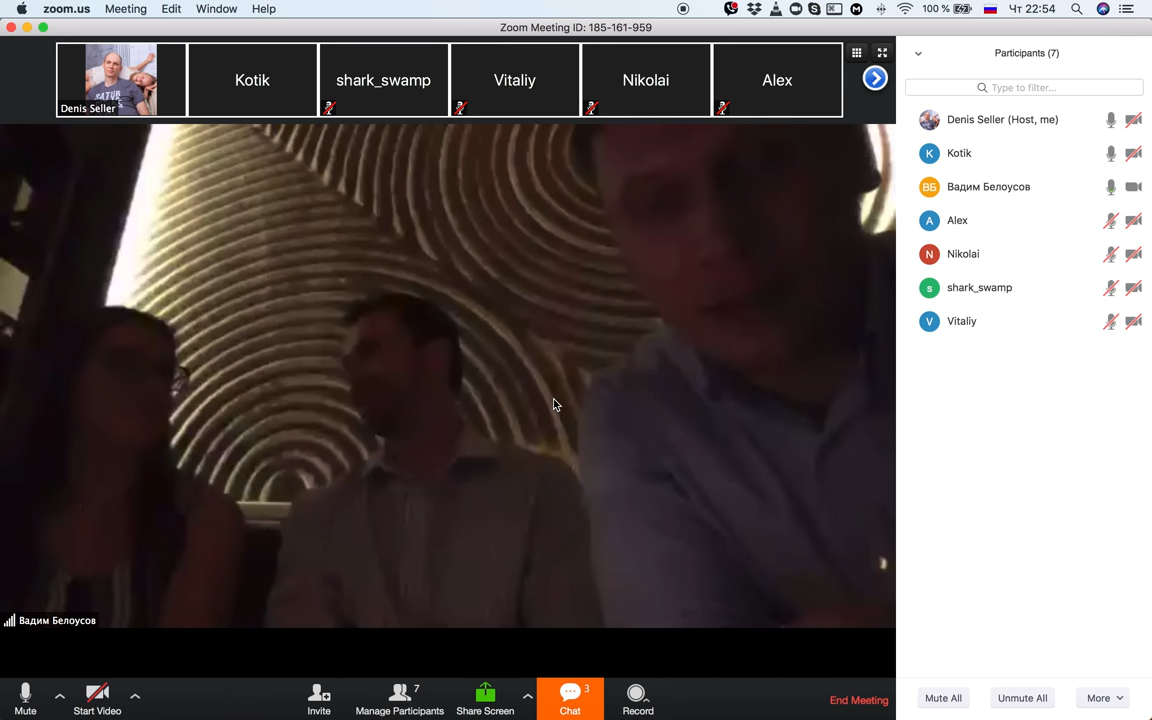 zoom.us Meeting Edit Window Help 100 % Чт 22:54
Zoom Meeting ID: 185-161-959
Denis Seller
Kotik
shark_swamp
Vitaliy
Nikolai
Alex
Participants (7)
Type to filter...
Denis Seller (Host, me)
K Kotik
ВБ Вадим Белоусов
A Alex
N Nikolai
s shark_swamp
V Vitaliy
Вадим Белоусов
Mute
Start Video
Invite
7
Manage Participants
Share Screen
3
Chat
Record
End Meeting
Mute All
Unmute All
More